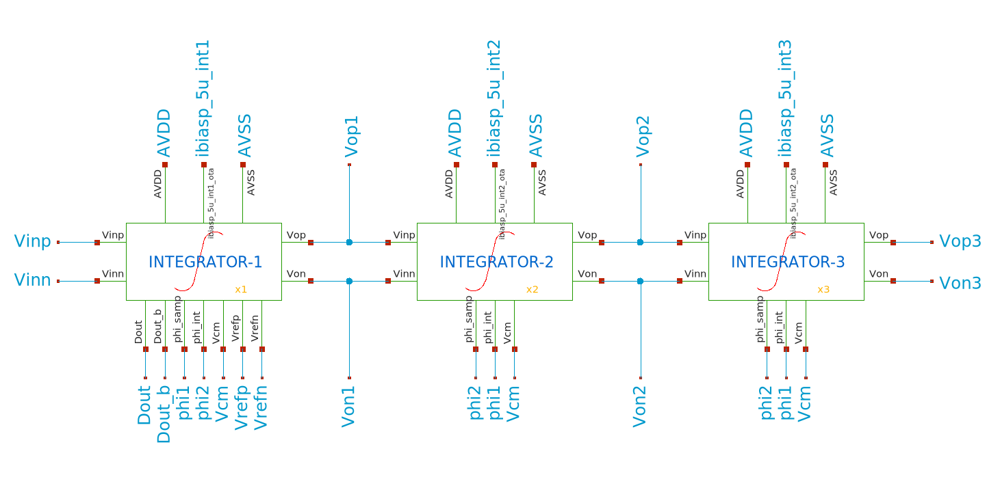 ibiasp_5u_int1
ibiasp_5u_int2
ibiasp_5u_int3
AVDD
AVSS
Vop1
AVDD
AVSS
Vop2
AVDD
AVSS
AVDD
ibiasp_5u_int1_ota
AVSS
AVDD
ibiasp_5u_int2_ota
AVSS
AVDD
ibiasp_5u_int2_ota
AVSS
Vinp
Vinp
Vop
Vinp
Vop
Vinp
Vop
Vop3
INTEGRATOR-1
INTEGRATOR-2
INTEGRATOR-3
Vinn
Vinn
Von
Vinn
Von
Vinn
Von
Von3
x1
x2
x3
Dout
Dout_b
phi_samp
phi_int
Vcm
Vrefp
Vrefn
phi_samp
phi_int
Vcm
phi_samp
phi_int
Vcm
Dout
Dout_b
phi1
phi2
Vcm
Vrefp
Vrefn
Von1
phi2
phi1
Vcm
Von2
phi2
phi1
Vcm